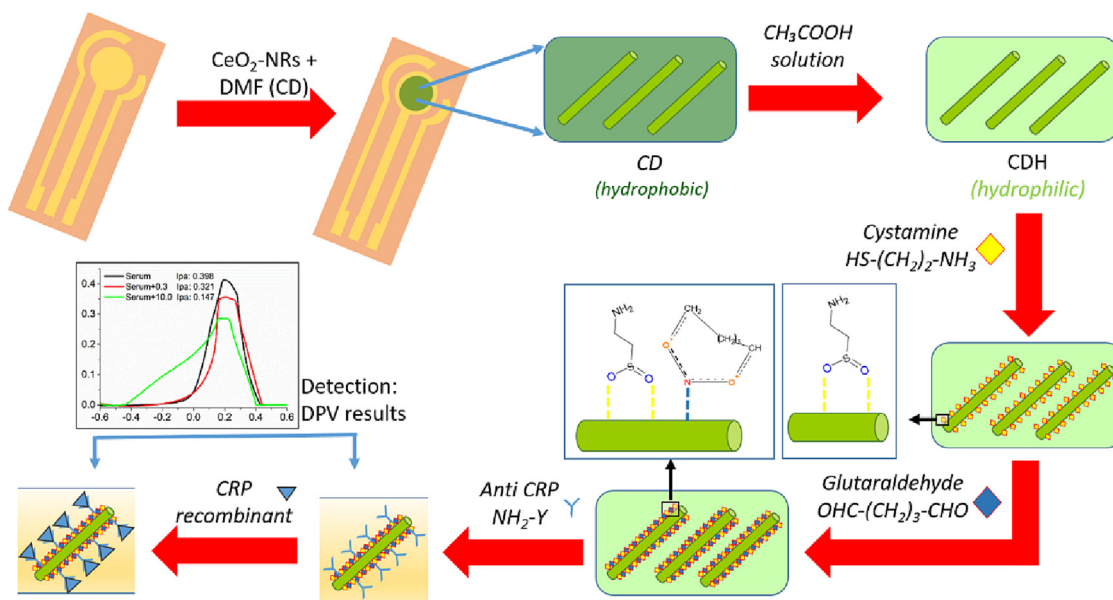 CeO₂-NRs +
DMF (CD)
CH₃COOH
solution
CD
(hydrophobic)
CDH
(hydrophilic)
Cystamine
HS-(CH₂)₂-NH₃
Serum Ipa: 0.398
Serum+0.3 Ipa: 0.321
Serum+10.0 Ipa: 0.147
0.4
0.3
0.2
0.1
0.0
-0.6 -0.4 -0.2 0.0 0.2 0.4 0.6
Detection:
DPV results
NH₂
S
O O
CH₂
(CH₂)₃
CH
O
N O
NH₂
S
O O
Glutaraldehyde
OHC-(CH₂)₃-CHO
Anti CRP
NH₂-Y
CRP
recombinant